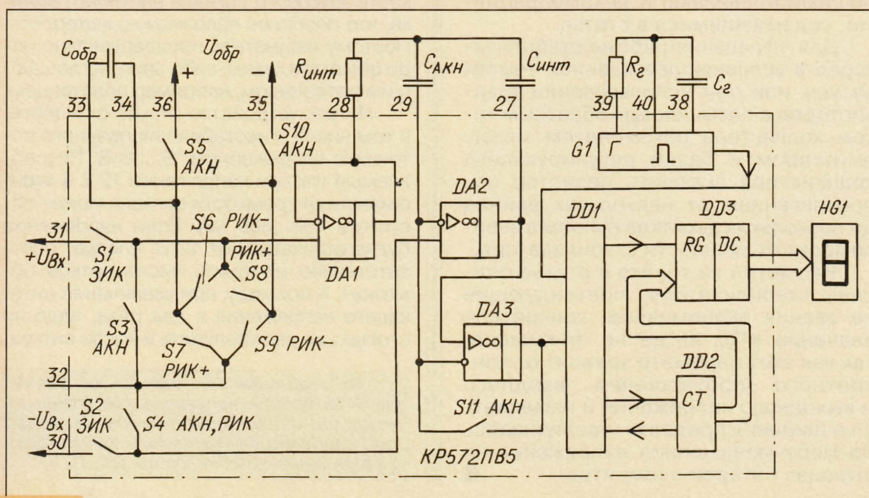 Cобр
Uобр
+
−
Rинт
CАКН
Cинт
Rг
Cг
33
34
36
35
28
29
27
39
40
38
S5
АКН
S10
АКН
G1
DA2
S6 РИК−
DD1
DD3
HG1
РИК+
S8
RG
DC
31
+Uвх
S1
ЗИК
DA1
∞
∞
S3
АКН
DA3
∞
S7
РИК+
S9 РИК−
32
DD2
CT
−Uвх
S2
ЗИК
S4 АКН,РИК
S11 АКН
30
КР572ПВ5